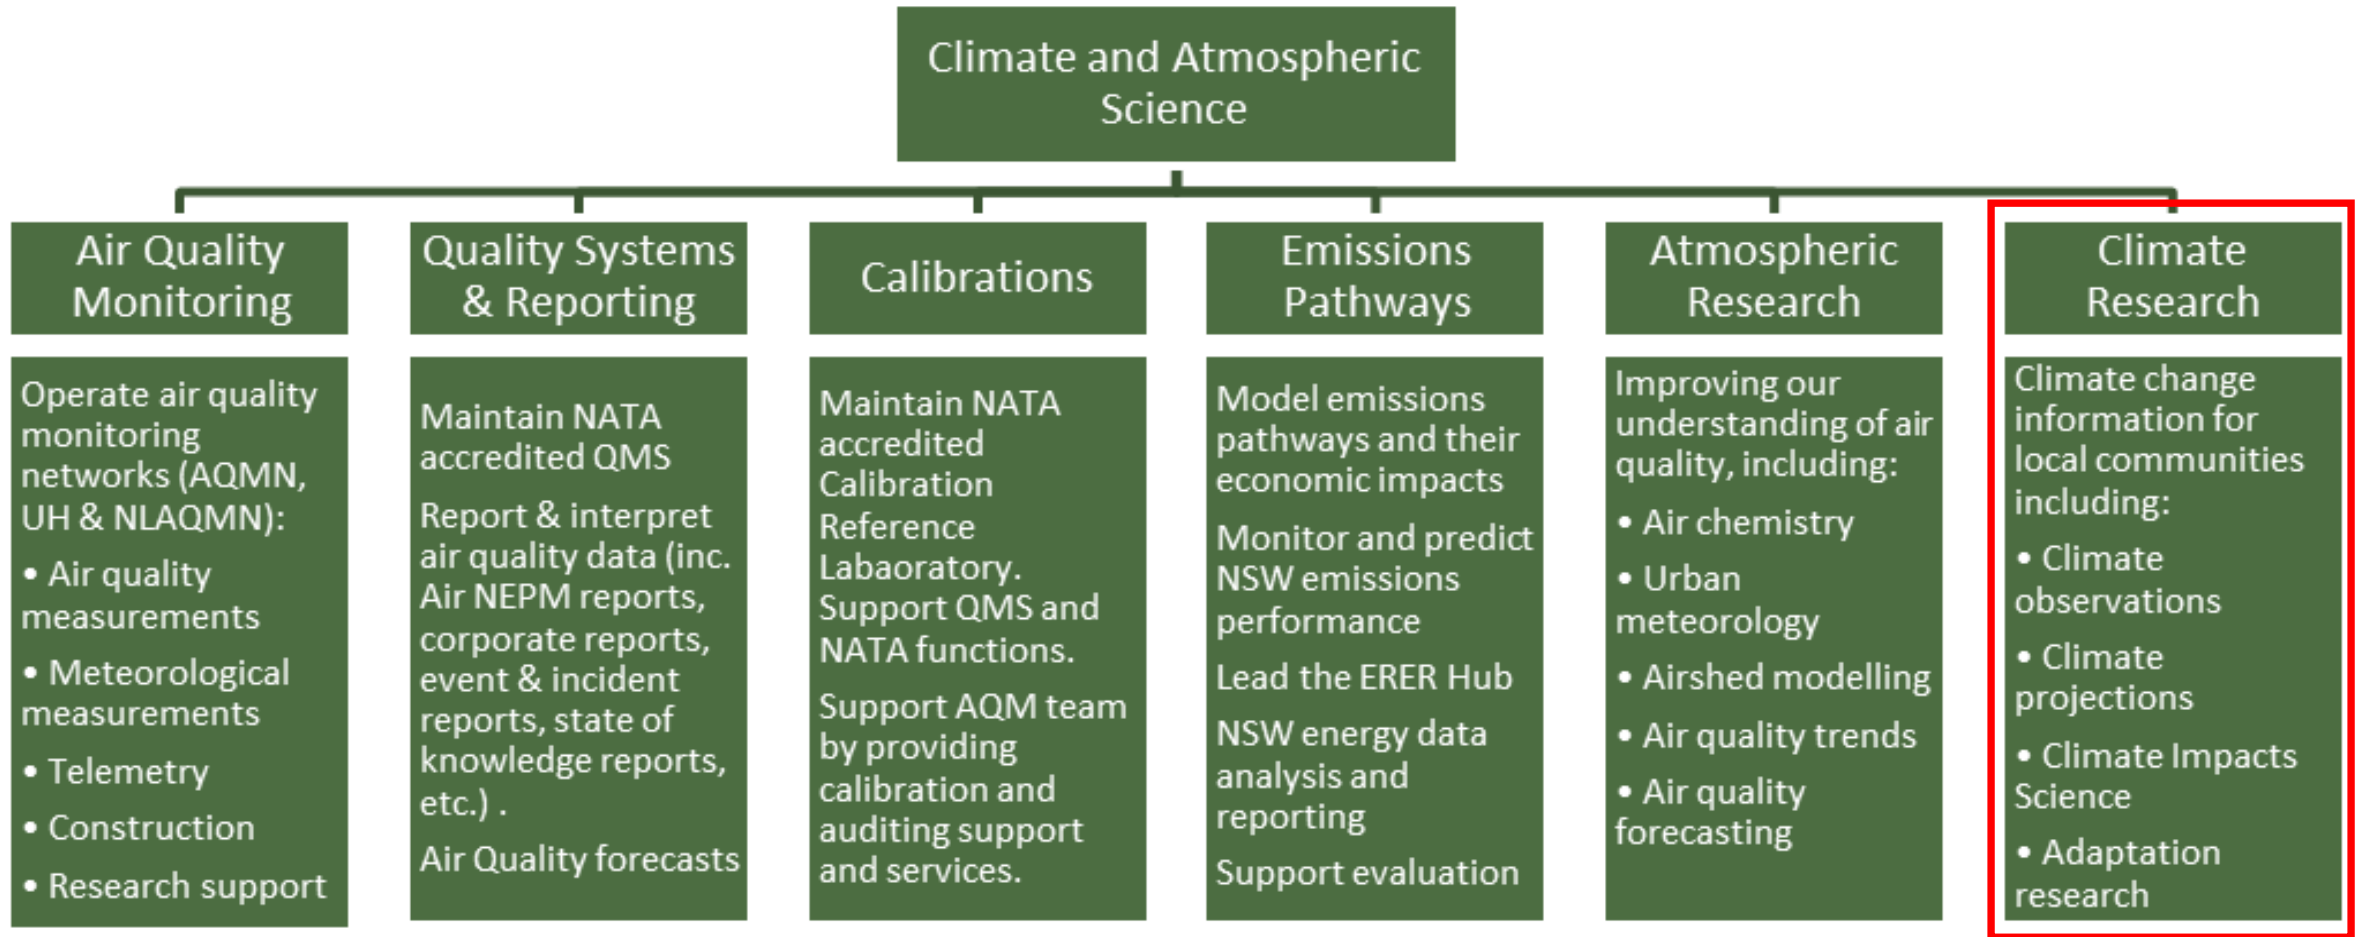 Climate and Atmospheric
Science
Air Quality
Monitoring
Operate air quality
monitoring
networks (AQMN,
UH & NLAQMN):
• Air quality
measurements
• Meteorological
measurements
• Telemetry
• Construction
• Research support
Quality Systems
& Reporting
Maintain NATA
accredited QMS
Report & interpret
air quality data (inc.
Air NEPM reports,
corporate reports,
event & incident
reports, state of
knowledge reports,
etc.) .
Air Quality forecasts
Calibrations
Maintain NATA
accredited
Calibration
Reference
Labaoratory.
Support QMS and
NATA functions.
Support AQM team
by providing
calibration and
auditing support
and services.
Emissions
Pathways
Model emissions
pathways and their
economic impacts
Monitor and predict
NSW emissions
performance
Lead the ERER Hub
NSW energy data
analysis and
reporting
Support evaluation
Atmospheric
Research
Improving our
understanding of air
quality, including:
• Air chemistry
• Urban
meteorology
• Airshed modelling
• Air quality trends
• Air quality
forecasting
Climate
Research
Climate change
information for
local communities
including:
• Climate
observations
• Climate
projections
• Climate Impacts
Science
• Adaptation
research